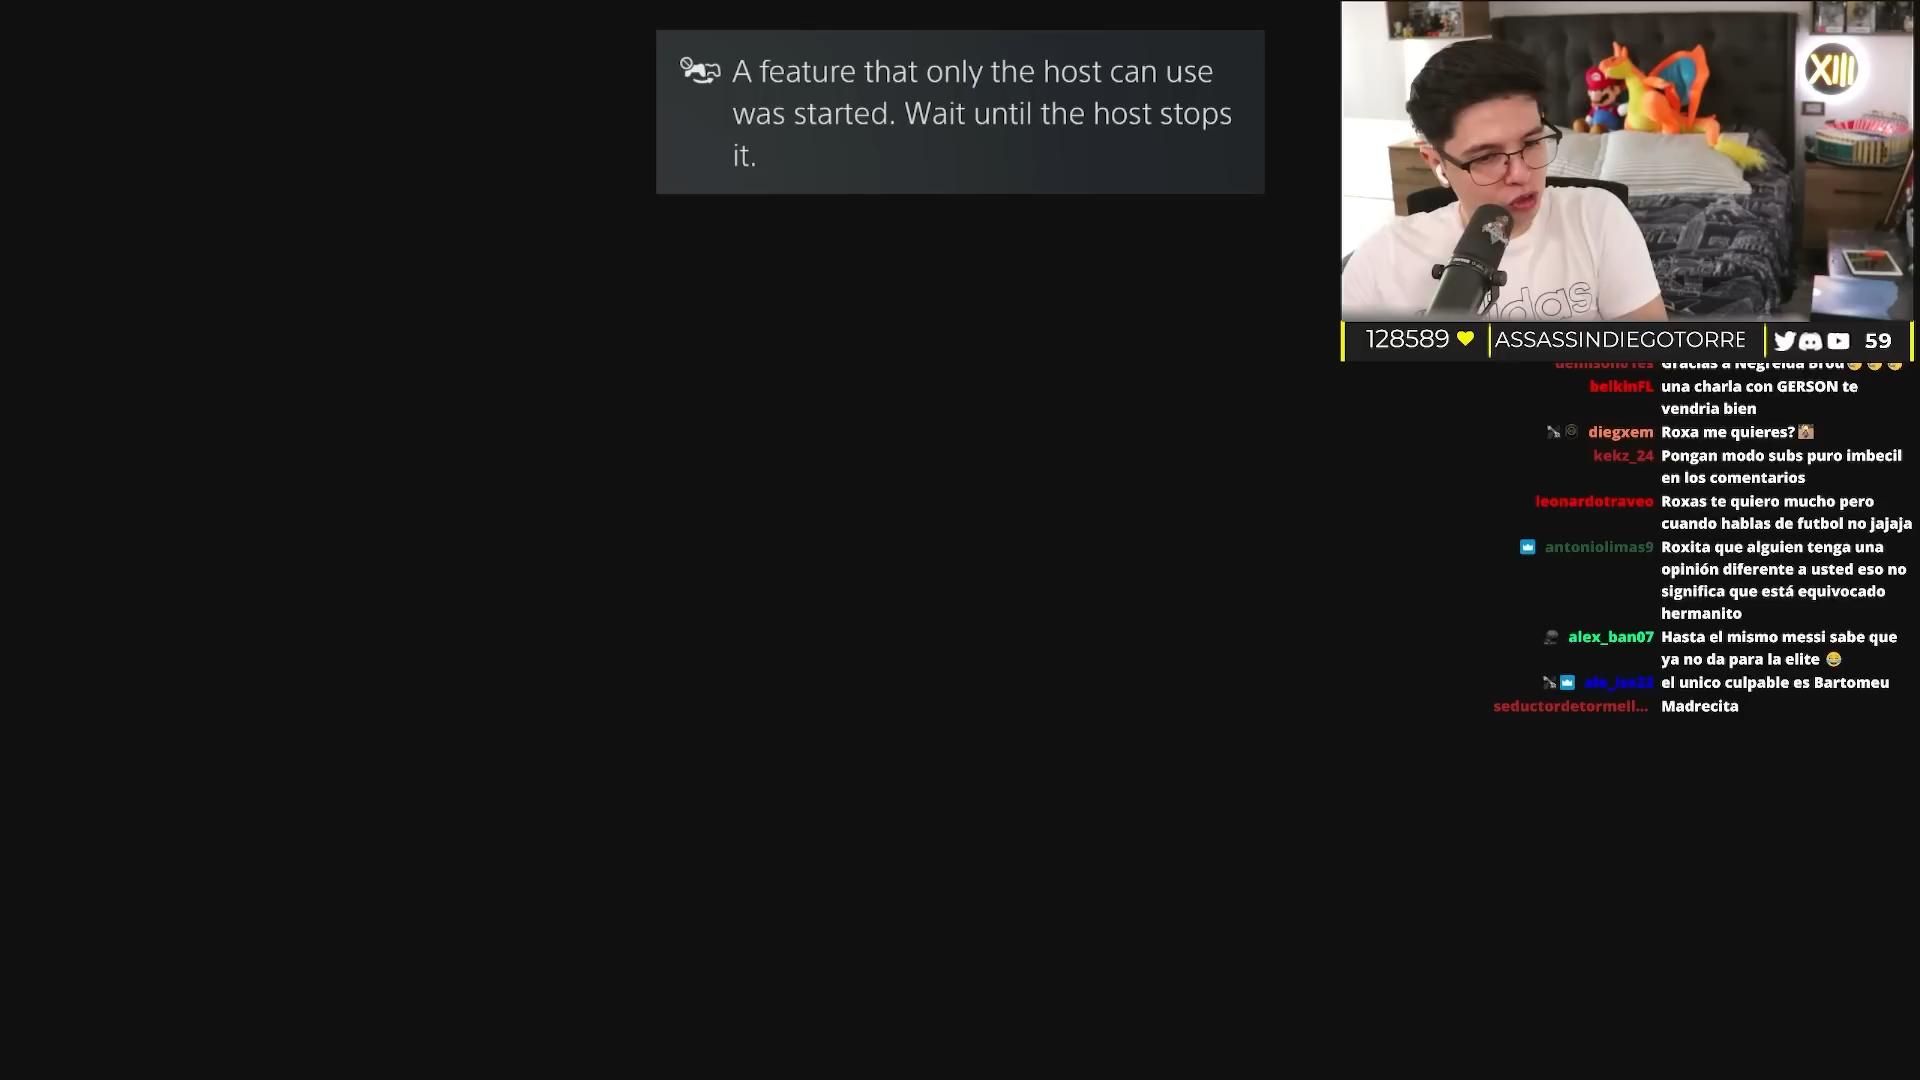 A feature that only the host can use
was started. Wait until the host stops
it.
XIII
adidas
128589 ASSASSINDIEGOTORRE 59
belkinFL una charla con GERSON te
vendria bien
diegxem Roxa me quieres?
kekz_24 Pongan modo subs puro imbecil
en los comentarios
leonardotraveo Roxas te quiero mucho pero
cuando hablas de futbol no jajaja
antoniolimas9 Roxita que alguien tenga una
opinión diferente a usted eso no
significa que está equivocado
hermanito
alex_ban07 Hasta el mismo messi sabe que
ya no da para la elite 😂
el unico culpable es Bartomeu
seductordetormell... Madrecita